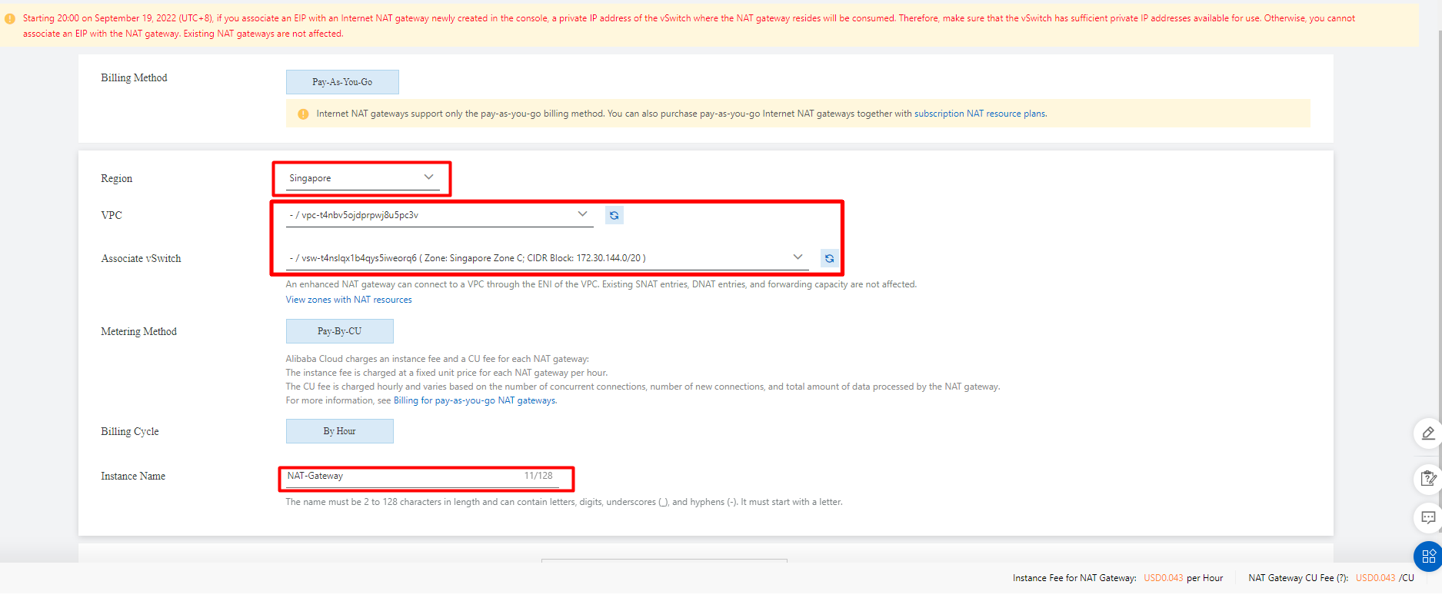 Starting 20:00 on September 19, 2022 (UTC+8), if you associate an EIP with an Internet NAT gateway newly created in the console, a private IP address of the vSwitch where the NAT gateway resides will be consumed. Therefore, make sure that the vSwitch has sufficient private IP addresses available for use. Otherwise, you cannot
associate an EIP with the NAT gateway. Existing NAT gateways are not affected.
Billing Method
Pay-As-You-Go
Internet NAT gateways support only the pay-as-you-go billing method. You can also purchase pay-as-you-go Internet NAT gateways together with subscription NAT resource plans.
Region
Singapore
VPC
- / vpc-t4nbv5ojdprpwj8u5pc3v
Associate vSwitch
- / vsw-t4nslqx1b4qys5iweorq6 ( Zone: Singapore Zone C; CIDR Block: 172.30.144.0/20 )
An enhanced NAT gateway can connect to a VPC through the ENI of the VPC. Existing SNAT entries, DNAT entries, and forwarding capacity are not affected.
View zones with NAT resources
Metering Method
Pay-By-CU
Alibaba Cloud charges an instance fee and a CU fee for each NAT gateway:
The instance fee is charged at a fixed unit price for each NAT gateway per hour.
The CU fee is charged hourly and varies based on the number of concurrent connections, number of new connections, and total amount of data processed by the NAT gateway.
For more information, see Billing for pay-as-you-go NAT gateways.
Billing Cycle
By Hour
Instance Name
NAT-Gateway 11/128
The name must be 2 to 128 characters in length and can contain letters, digits, underscores (_), and hyphens (-). It must start with a letter.
Instance Fee for NAT Gateway: USD0.043 per Hour NAT Gateway CU Fee (?): USD0.043 /CU